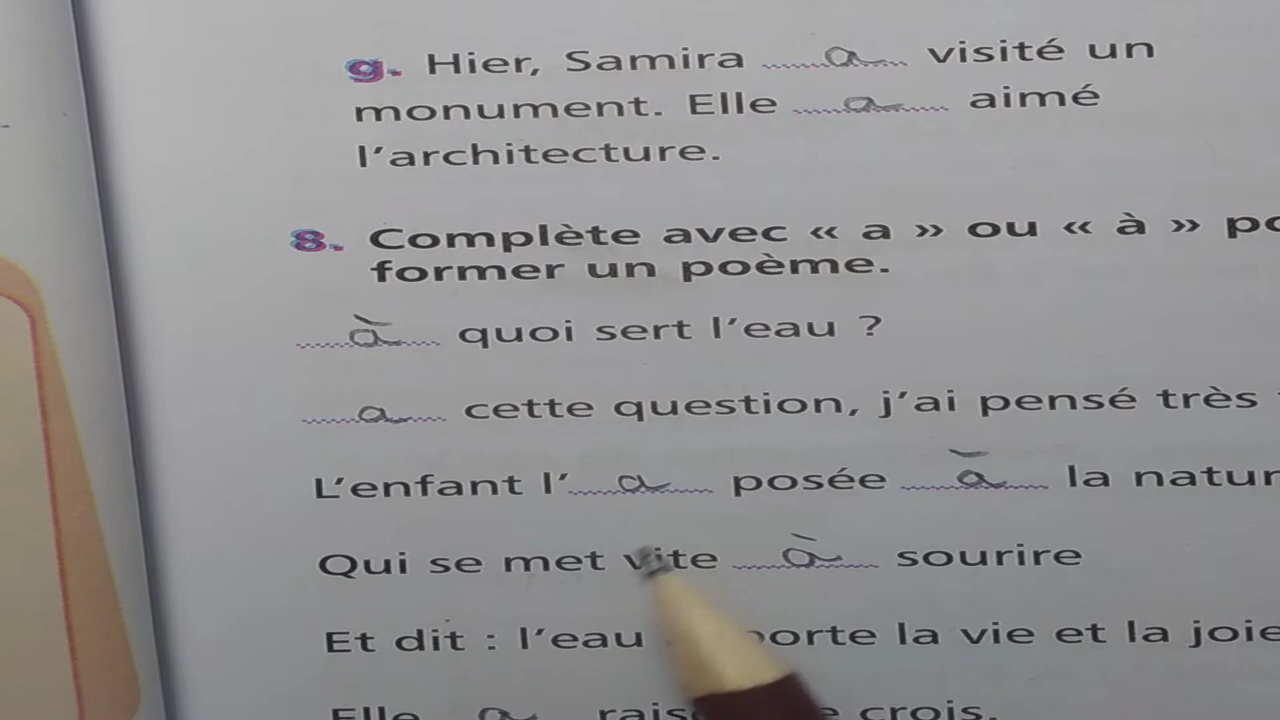 g. Hier, Samira a visité un
monument. Elle a aimé
l'architecture.
8. Complète avec « a » ou « à »
former un poème.
à quoi sert l'eau ?
a cette question, j'ai pensé très
L'enfant l' a posée à la
Qui se met vite à sourire
Et dit : l'eau la vie et la joie
Elle a crois.